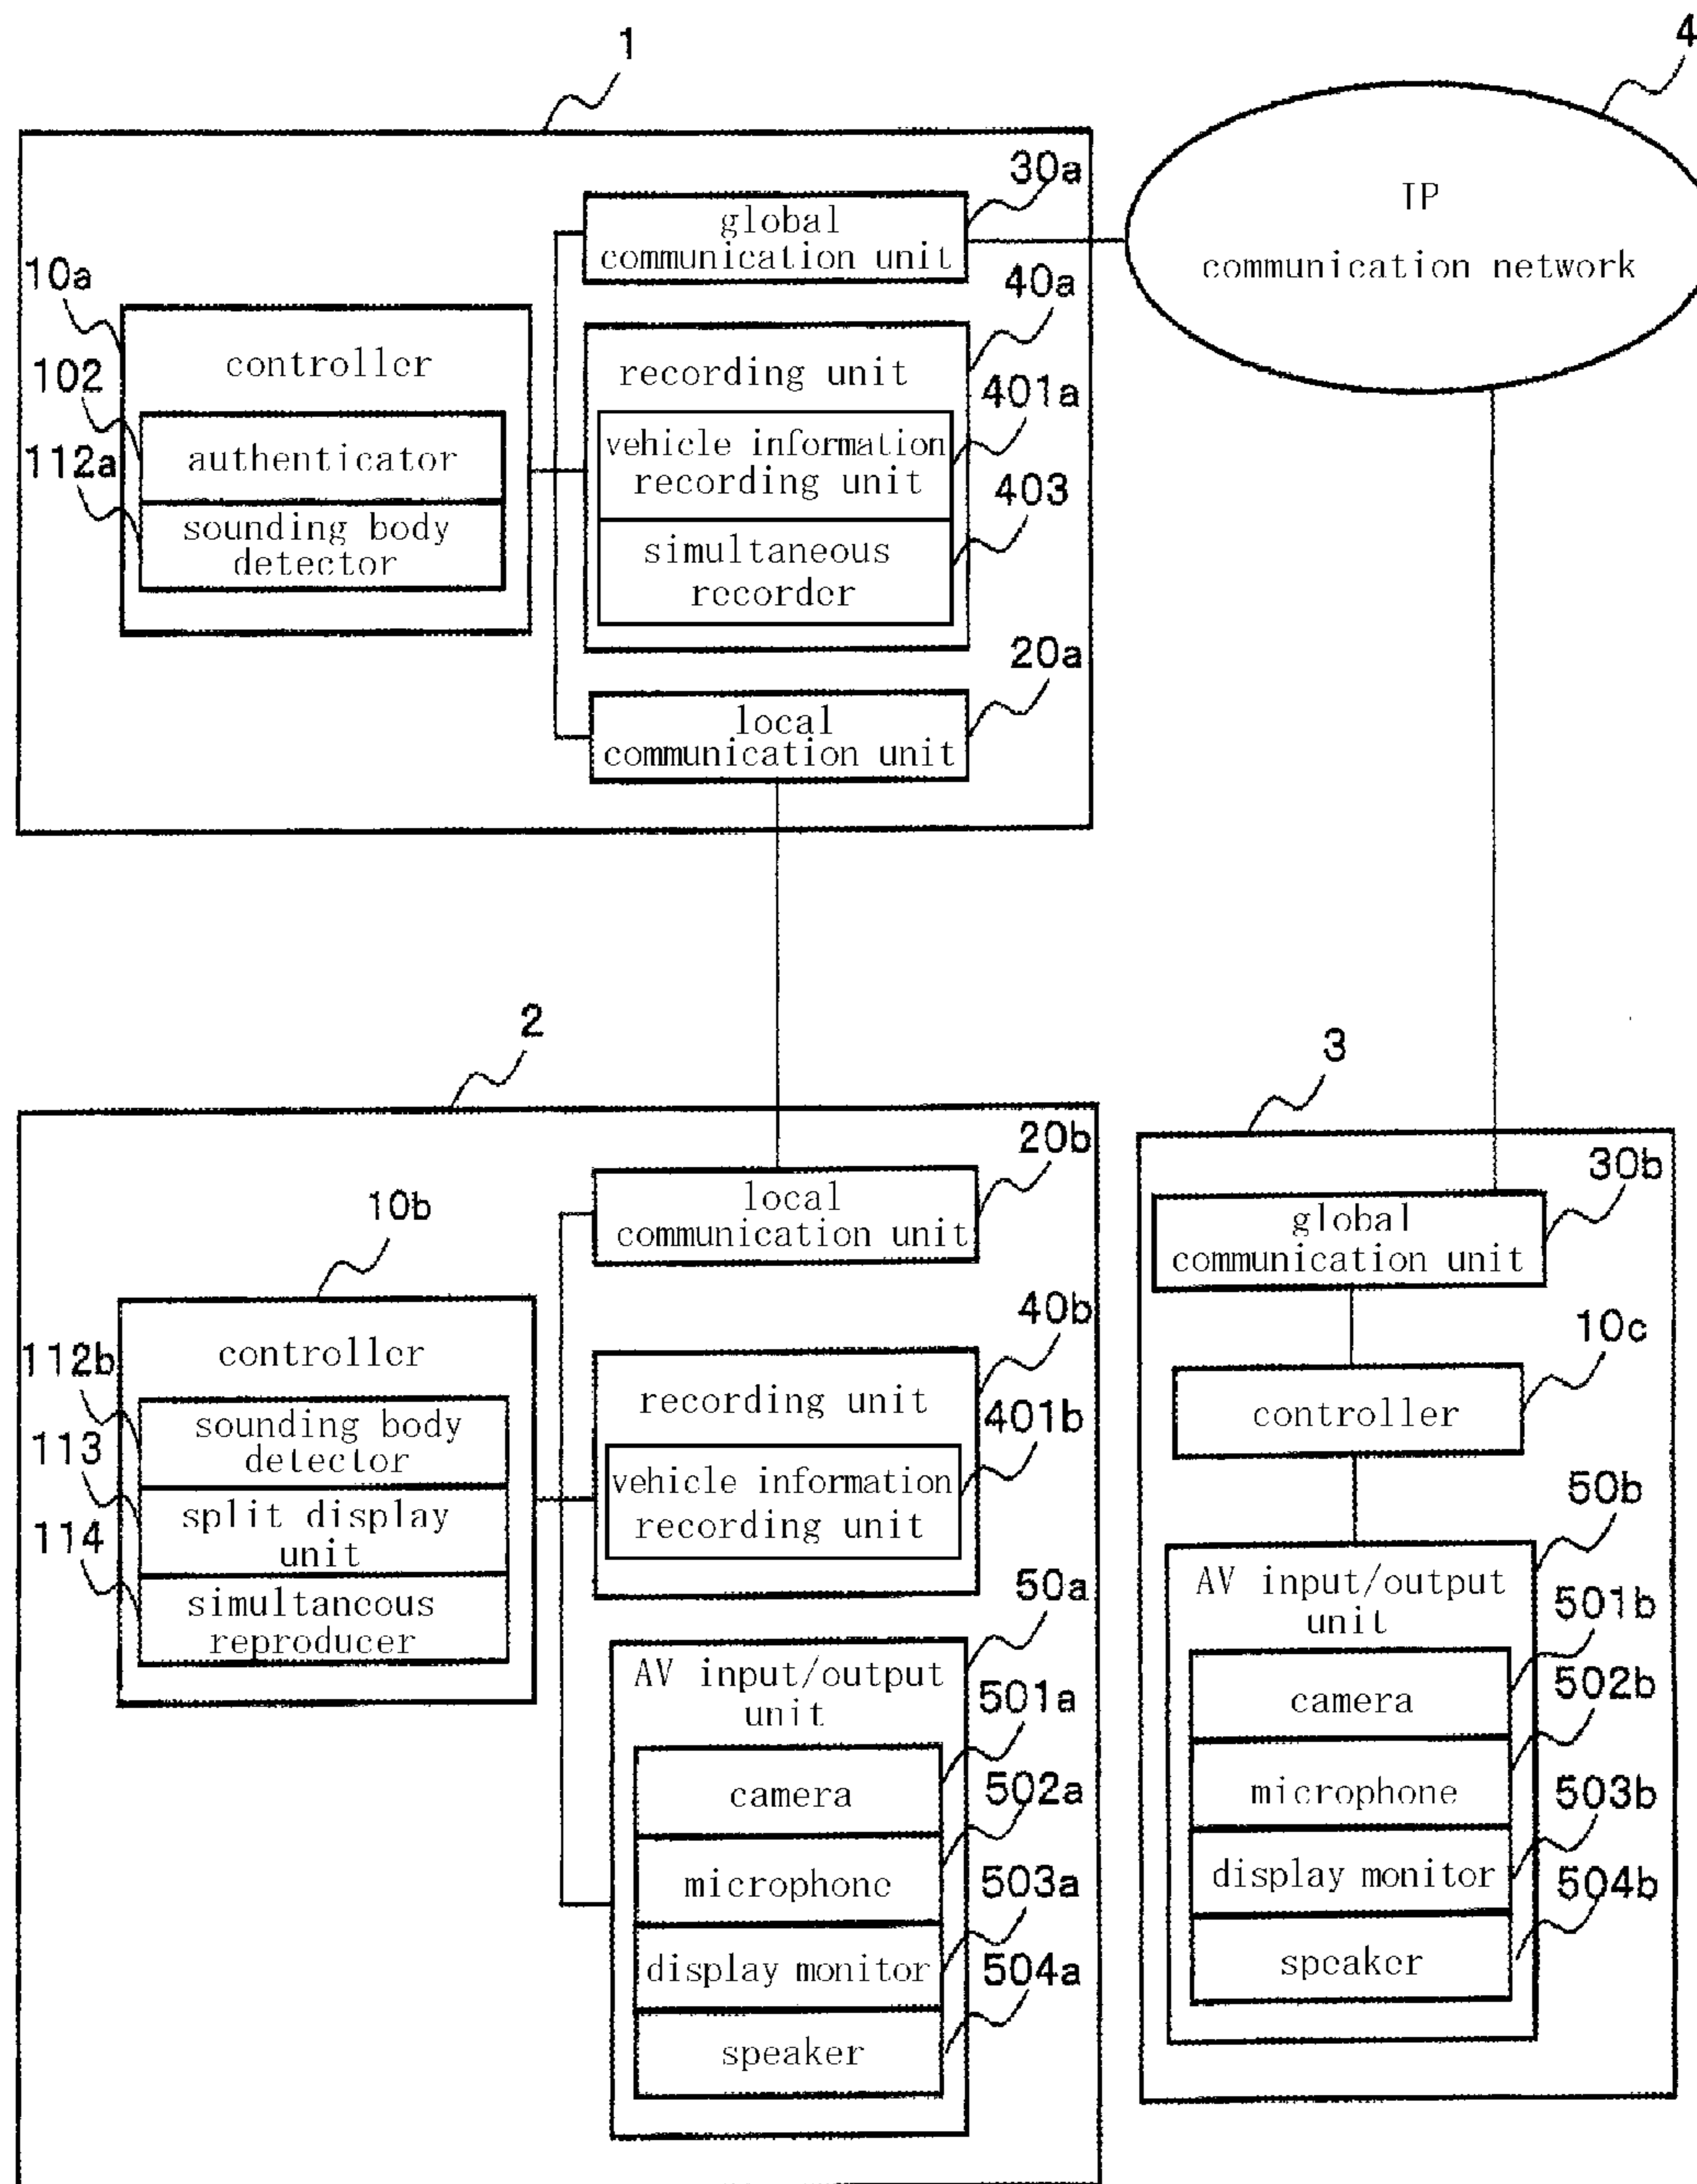 1
4
30a
global
communication unit
IP
communication network
10a
40a
controller
recording unit
102
401a
authenticator
vehicle information
recording unit
112a
403
sounding body
detector
simultaneous
recorder
20a
local
communication unit
2
3
20b
local
communication unit
30b
global
communication unit
10b
40b
controller
recording unit
10c
controller
112b
401b
sounding body
detector
vehicle information
recording unit
113
split display
unit
50b
114
50a
simultaneous
reproducer
AV input/output
unit
501b
AV input/output
unit
501a
camera
502b
camera
502a
microphone
503b
microphone
503a
display monitor
504b
display monitor
504a
speaker
speaker